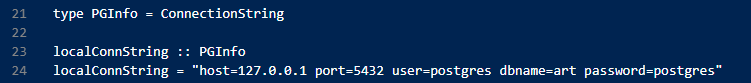 21 type PGInfo = ConnectionString
22
23 localConnString :: PGInfo
24 localConnString = "host=127.0.0.1 port=5432 user=postgres dbname=art password=postgres"